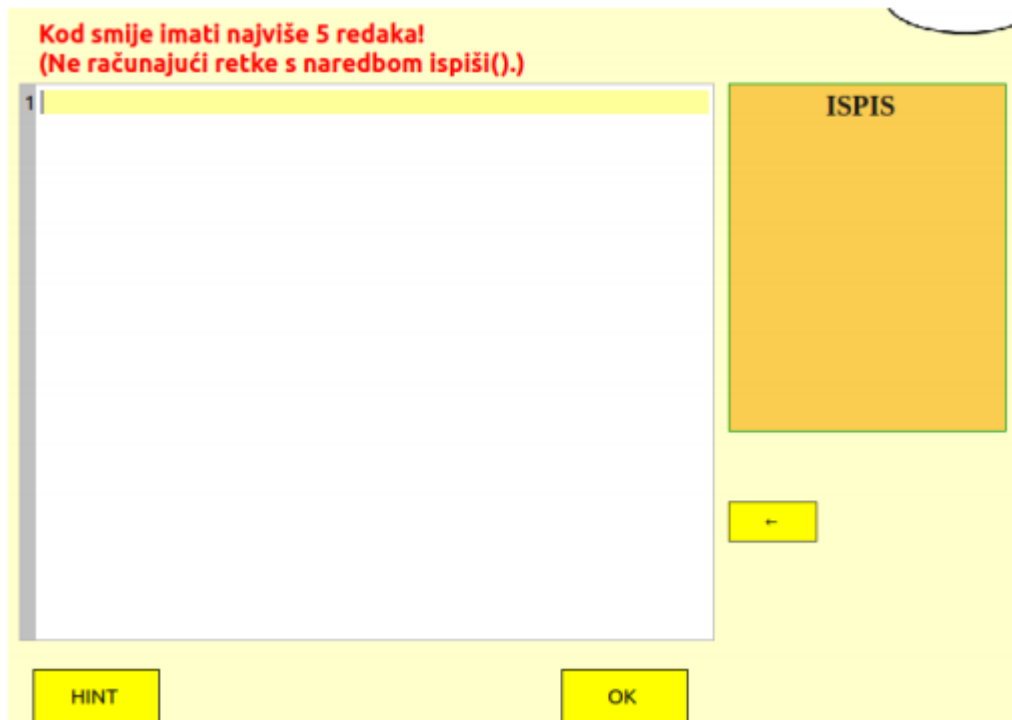 Kod smije imati najviše 5 redaka!
(Ne računajući retke s naredbom ispiši().)
1
ISPIS
←
HINT
OK